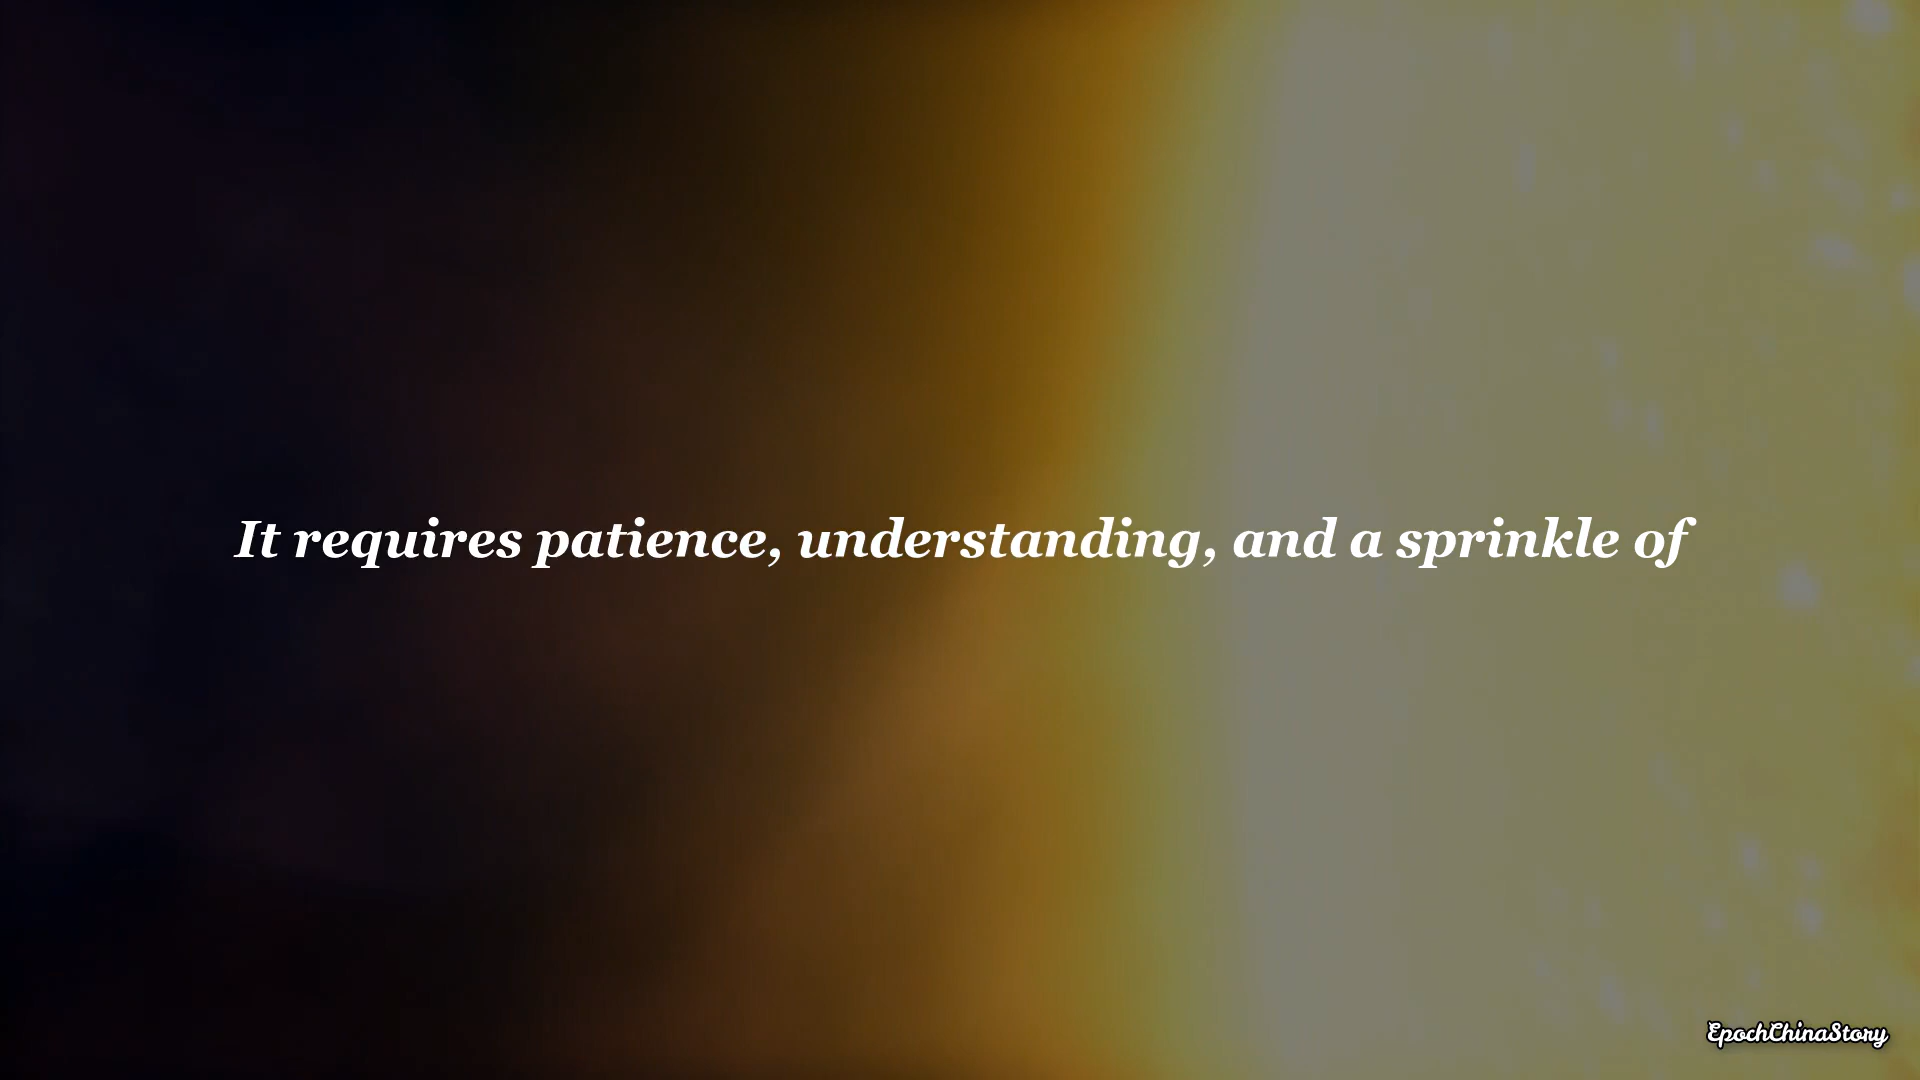 It requires patience, understanding, and a sprinkle of
EpochChinaStory